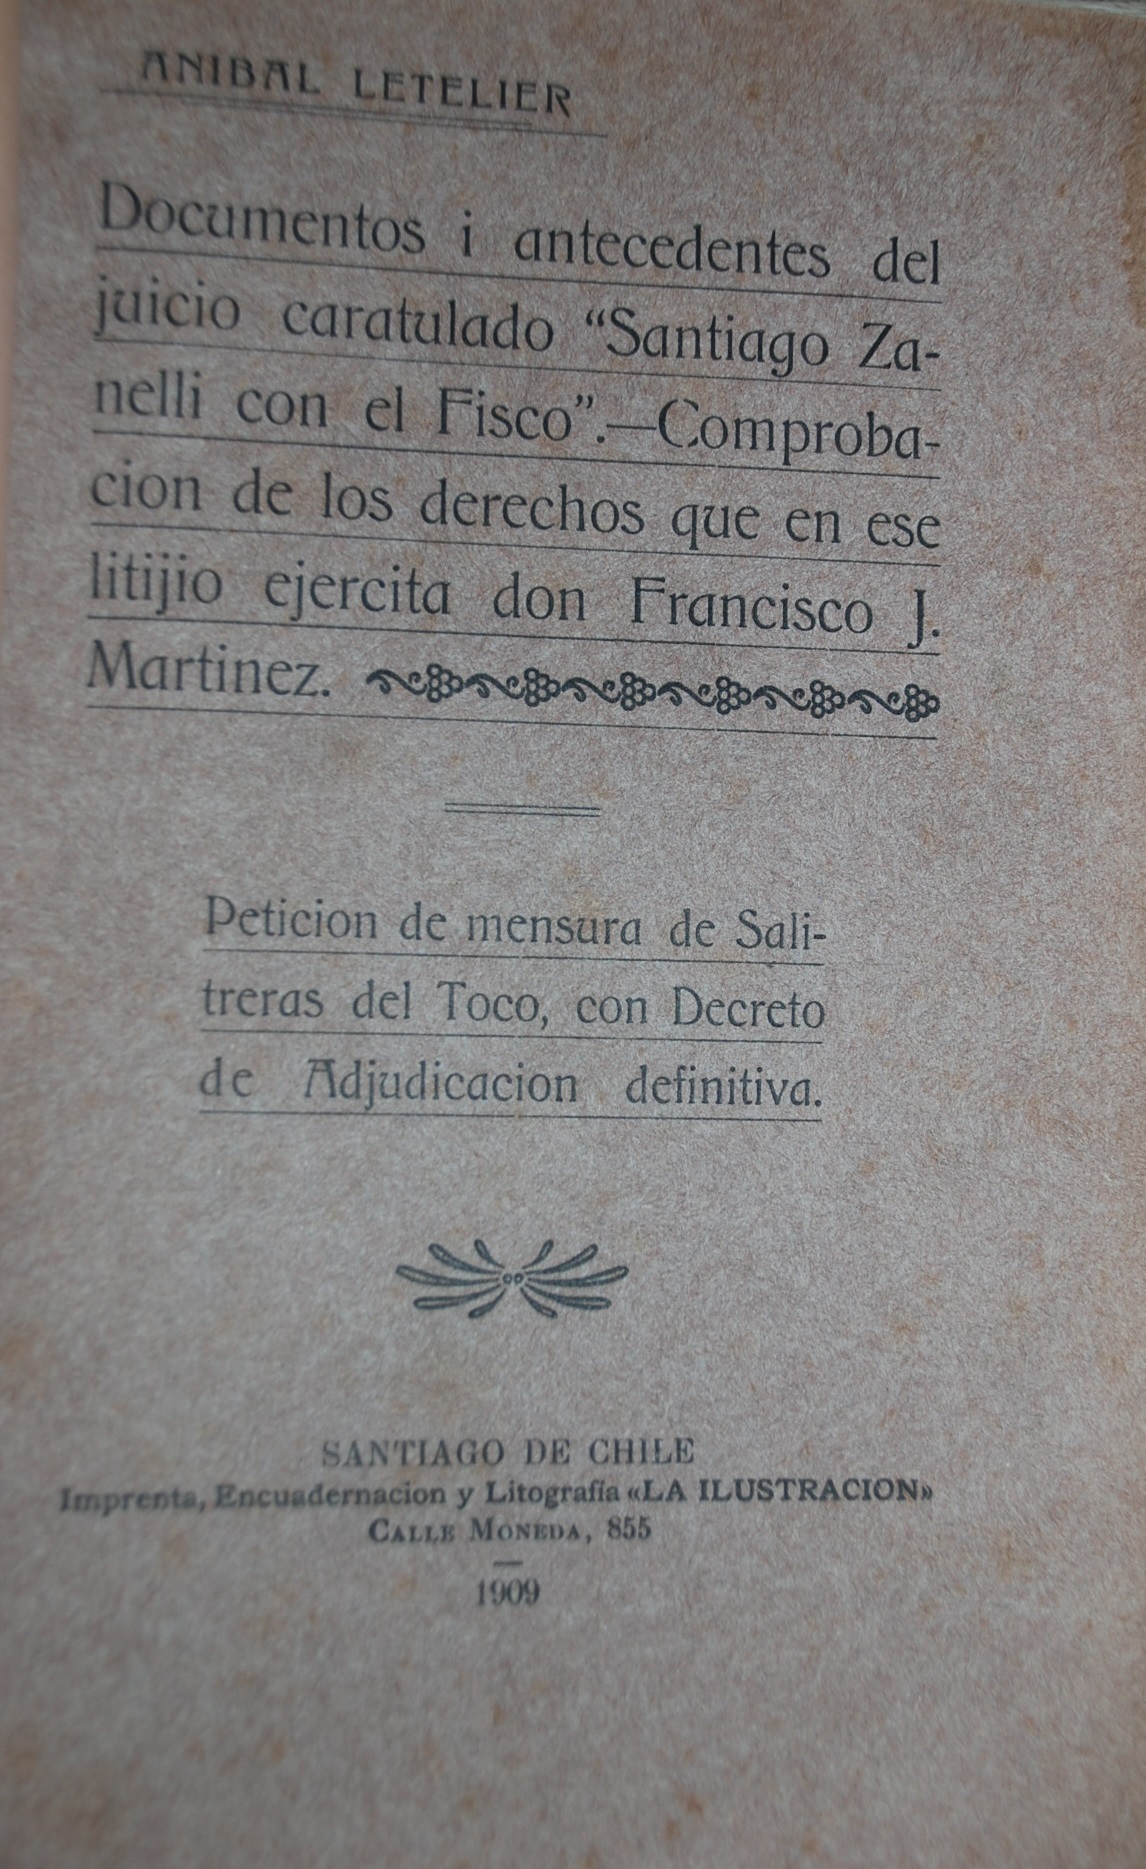 ANIBAL LETELIER
Documentos i antecedentes del
juicio caratulado “Santiago Za-
nelli con el Fisco”.—Comproba-
cion de los derechos que en ese
litijio ejercita don Francisco J.
Martinez.
Peticion de mensura de Sali-
treras del Toco, con Decreto
de Adjudicacion definitiva.
SANTIAGO DE CHILE
Imprenta, Encuadernacion y Litografía «LA ILUSTRACION»
CALLE MONEDA, 855
1909